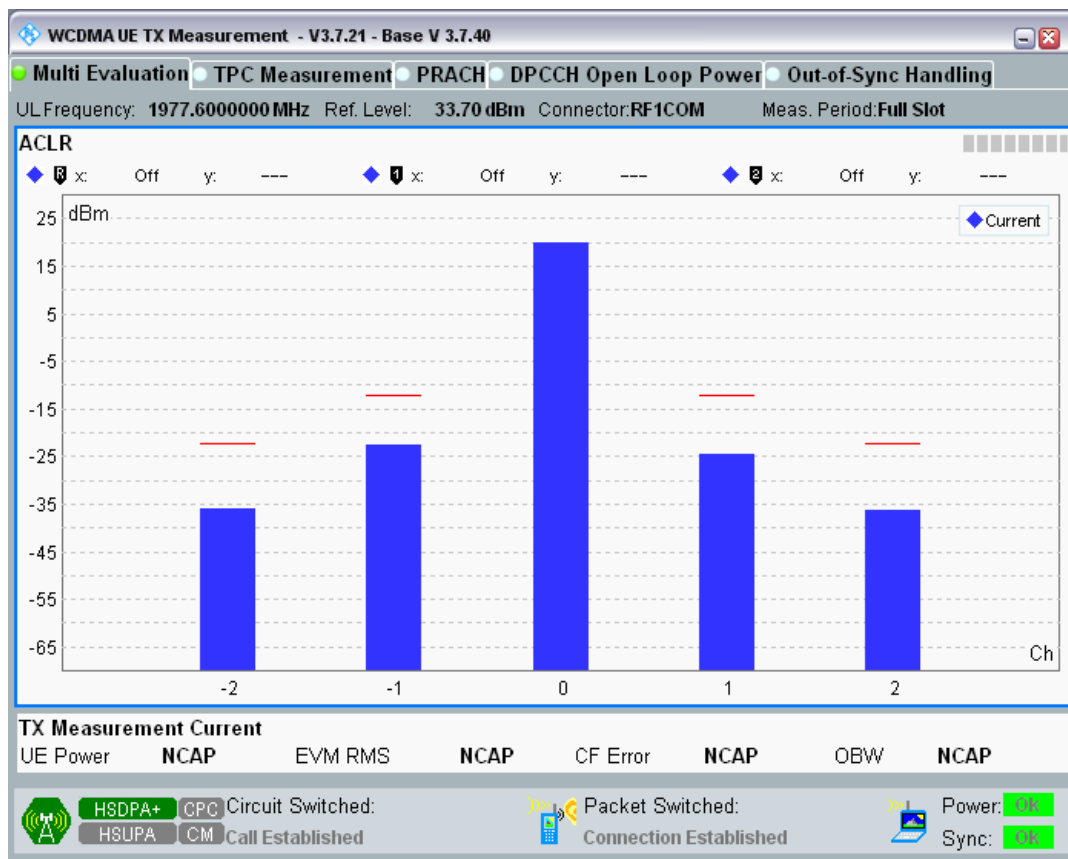 WCDMA UE TX Measurement - V3.7.21 - Base V 3.7.40
Multi Evaluation TPC Measurement PRACH DPCCH Open Loop Power Out-of-Sync Handling
UL Frequency: 1977.6000000 MHz Ref. Level: 33.70 dBm Connector:RF1COM Meas. Period:Full Slot
ACLR
R x: Off y: --- 1 x: Off y: --- 2 x: Off y: ---
25 dBm Current
15
5
-5
-15
-25
-35
-45
-55
-65 Ch
-2 -1 0 1 2
TX Measurement Current
UE Power NCAP EVM RMS NCAP CF Error NCAP OBW NCAP
HSDPA+ CPC Circuit Switched: Packet Switched: Power: OK
HSUPA CM Call Established Connection Established Sync: OK